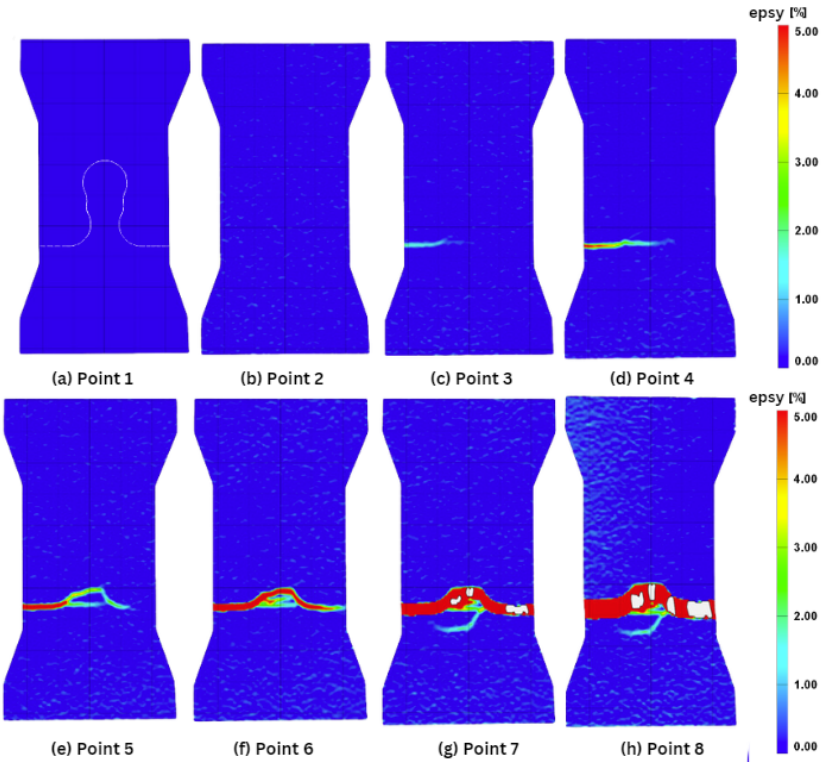 epsy [%]
5.00
4.00
3.00
2.00
1.00
0.00
(a) Point 1
(b) Point 2
(c) Point 3
(d) Point 4
epsy [%]
5.00
4.00
3.00
2.00
1.00
0.00
(e) Point 5
(f) Point 6
(g) Point 7
(h) Point 8